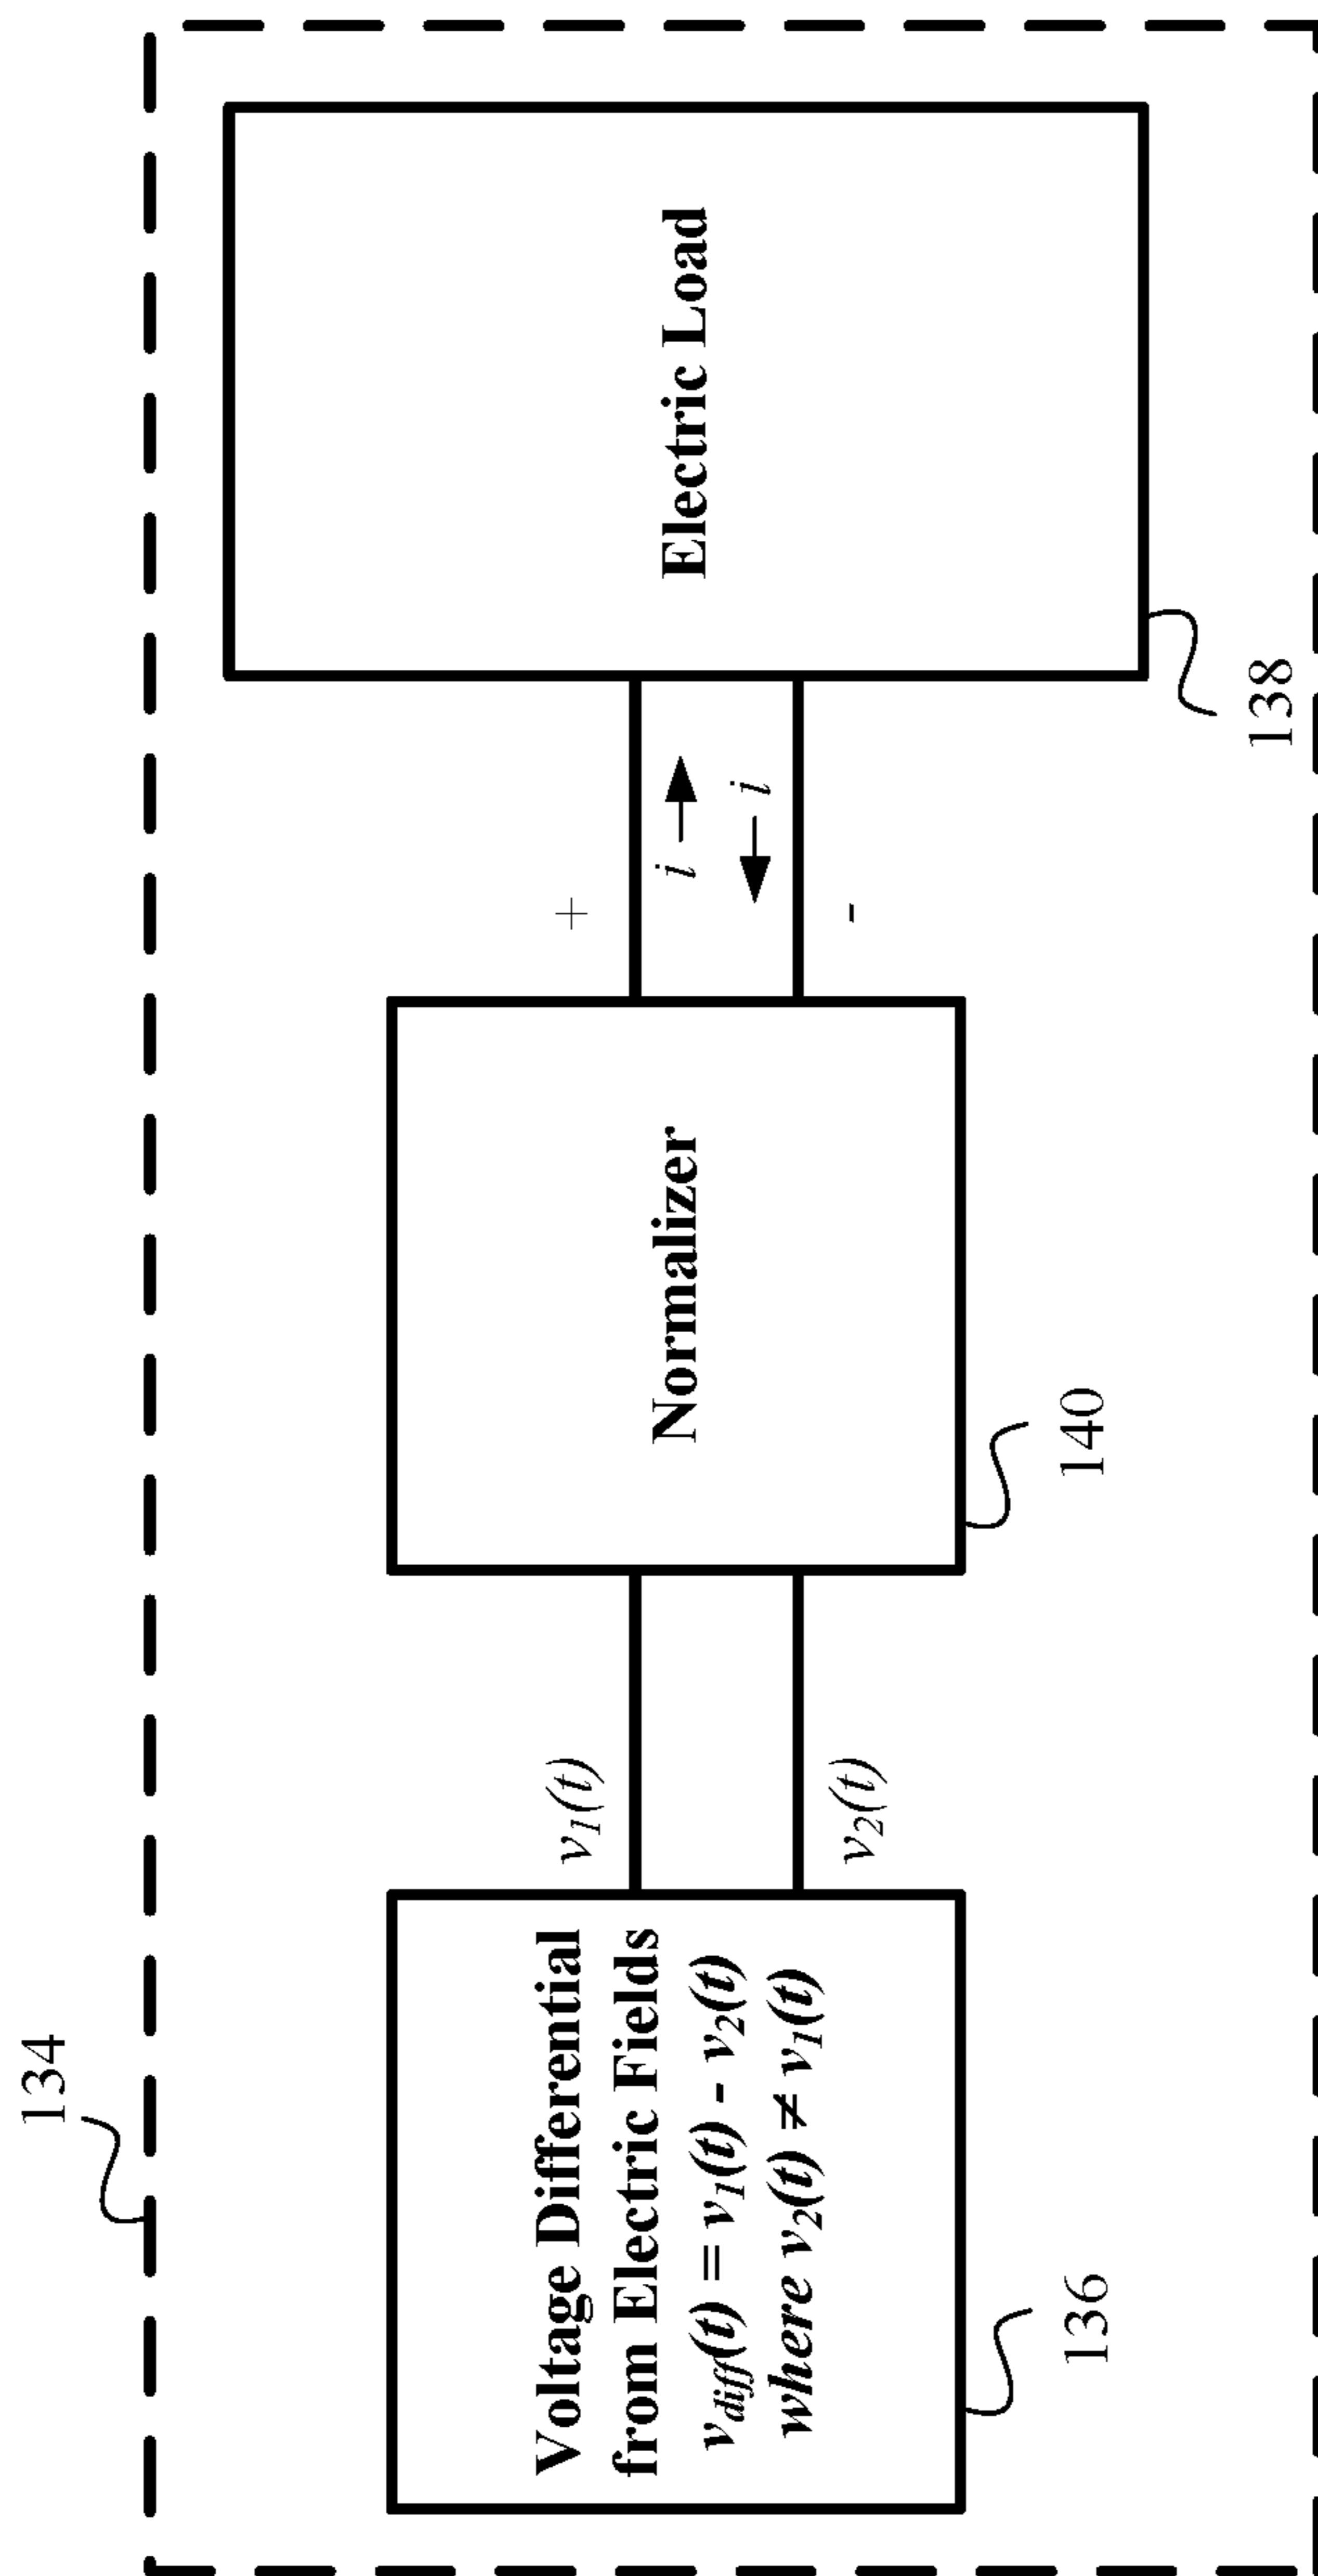 134
Voltage Differential
from Electric Fields
v_diff(t) = v_1(t) - v_2(t)
where v_2(t) ≠ v_1(t)
136
v_1(t)
v_2(t)
Normalizer
140
+
i
i
-
Electric Load
138